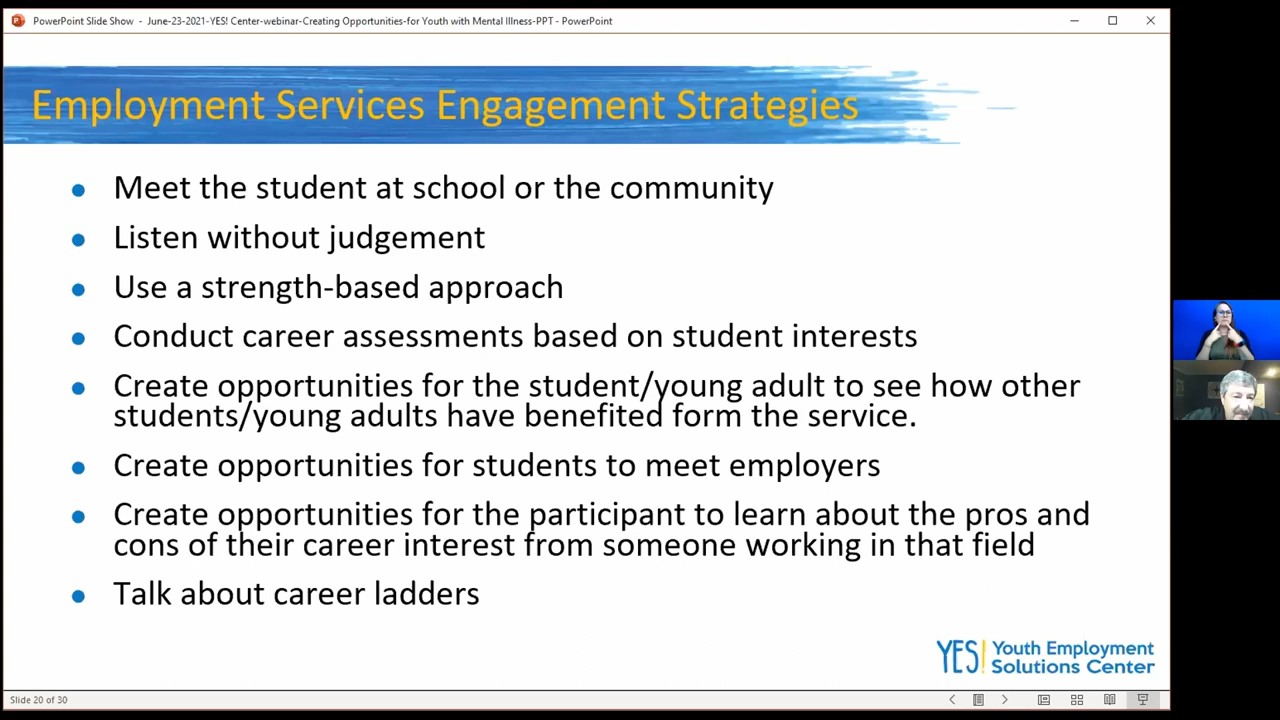 PowerPoint Slide Show - June-23-2021-YES! Center-webinar-Creating Opportunities-for Youth with Mental Illness-PPT - PowerPoint
Employment Services Engagement Strategies
• Meet the student at school or the community
• Listen without judgement
• Use a strength-based approach
• Conduct career assessments based on student interests
• Create opportunities for the student/young adult to see how other
students/young adults have benefited form the service.
• Create opportunities for students to meet employers
• Create opportunities for the participant to learn about the pros and
cons of their career interest from someone working in that field
• Talk about career ladders
YES! Youth Employment
Solutions Center
Slide 20 of 30